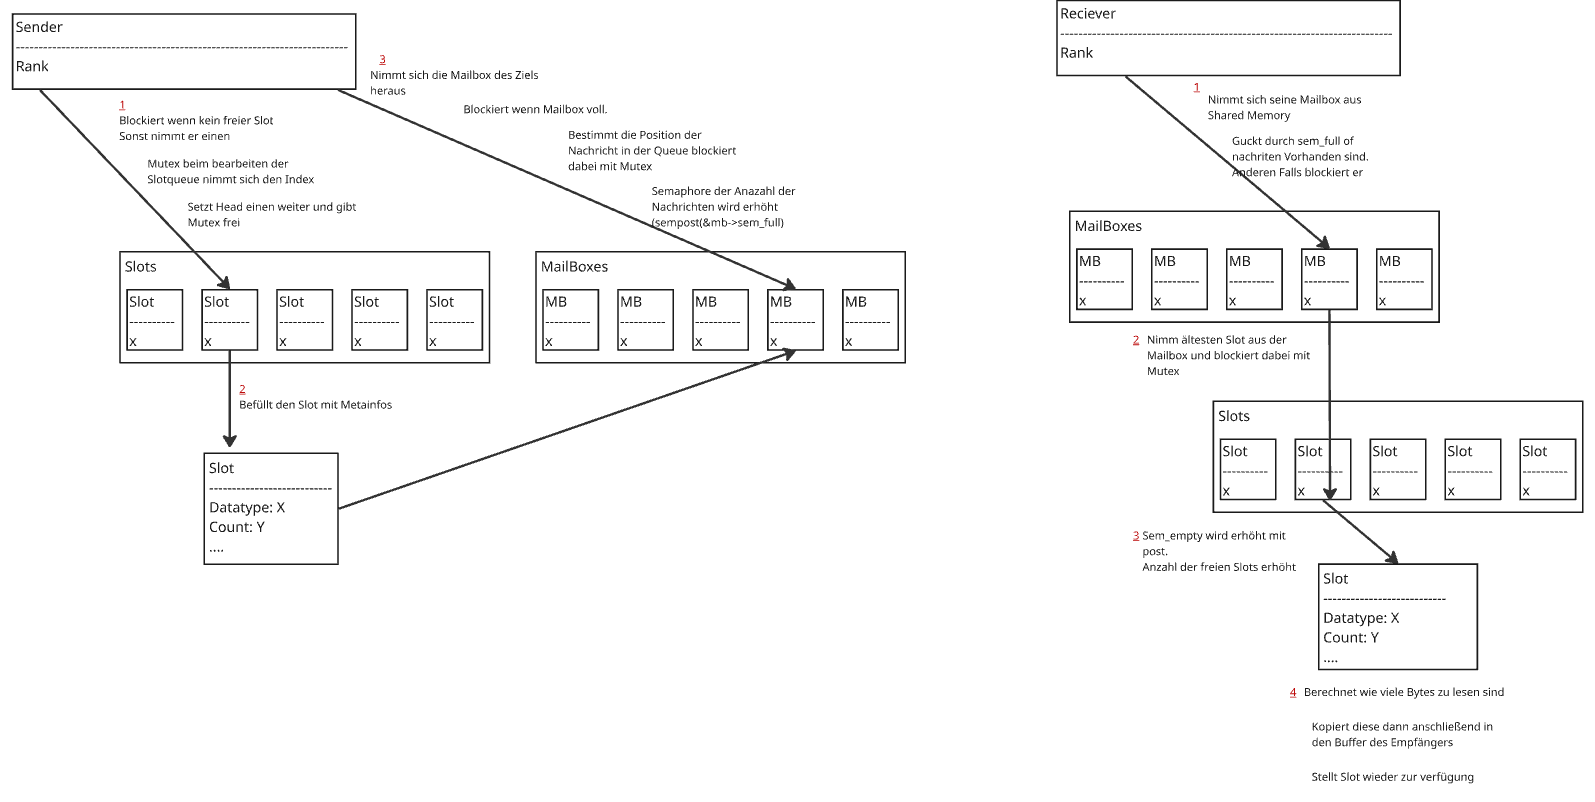 Sender
--------------------------------------------------------------------------
Rank
1
Blockiert wenn kein freier Slot
Sonst nimmt er einen
Mutex beim bearbeiten der
Slotqueue nimmt sich den Index
Setzt Head einen weiter und gibt
Mutex frei
3
Nimmt sich die Mailbox des Ziels
heraus
Blockiert wenn Mailbox voll.
Bestimmt die Position der
Nachricht in der Queue blockiert
dabei mit Mutex
Semaphore der Anazahl der
Nachrichten wird erhöht
(sempost(&mb->sem_full)
Slots
Slot Slot Slot Slot Slot
---------- ---------- ---------- ---------- ----------
x x x x x
MailBoxes
MB MB MB MB MB
---------- ---------- ---------- ---------- ----------
x x x x x
2
Befüllt den Slot mit Metainfos
Slot
---------------------------
Datatype: X
Count: Y
....
Reciever
--------------------------------------------------------------------------
Rank
1
Nimmt sich seine Mailbox aus
Shared Memory
Guckt durch sem_full of
nachriten Vorhanden sind.
Anderen Falls blockiert er
MailBoxes
MB MB MB MB MB
---------- ---------- ---------- ---------- ----------
x x x x x
2 Nimm ältesten Slot aus der
Mailbox und blockiert dabei mit
Mutex
Slots
Slot Slot Slot Slot Slot
---------- ---------- ---------- ---------- ----------
x x x x x
3 Sem_empty wird erhöht mit
post.
Anzahl der freien Slots erhöht
Slot
---------------------------
Datatype: X
Count: Y
....
4 Berechnet wie viele Bytes zu lesen sind
Kopiert diese dann anschließend in
den Buffer des Empfängers
Stellt Slot wieder zur verfügung